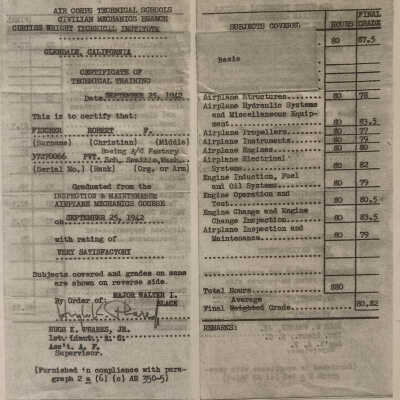 AIR CORPS TECHNICAL SCHOOLS
CIVILIAN MECHANICS BRANCH
CURTISS WRIGHT TECHNICAL INSTITUTE
GLENDALE, CALIFORNIA
CERTIFICATE OF
TECHNICAL TRAINING
Date SEPTEMBER 25, 1942
This is to certify that:
FISCHER ROBERT F.
(Surname) (Christian) (Middle)
Boeing A/C Factory
PVT. Sch. Seattle, Wash.
(Serial No.) (Rank) (Org. or Arm)
Graduated from the
INSPECTION & MAINTENANCE
AIRPLANE MECHANICS COURSE
on SEPTEMBER 25, 1942
with rating of
VERY SATISFACTORY
Subjects covered and grades on same
are shown on reverse side.
By Order of: MAJOR WALTER I.
BLACK
HUGH K.
Ass't. A. F.
Supervisor.
(Furnished in compliance with para-
graph 2 a (6) (c) AR 350-5)
SUBJECTS COVERED HOURS FINAL GRADE
Basic 80 87.5
Airplane Structures 80 78
Airplane Hydraulic Systems
and Miscellaneous Equip-
ment 80 83.5
Airplane Propellers 80 77
Airplane Instruments 80 79
Airplane Engines 80 80
Airplane Electrical
Systems 80 82
Engine Induction, Fuel
and Oil Systems 80 79
Engine Operation and
Test 80 80.5
Engine Change and Engine
Change Inspection 80 83.5
Airplane Inspection and
Maintenance 80 79
Total Hours 880
Average
Final Weighted Grade 80.82
REMARKS: